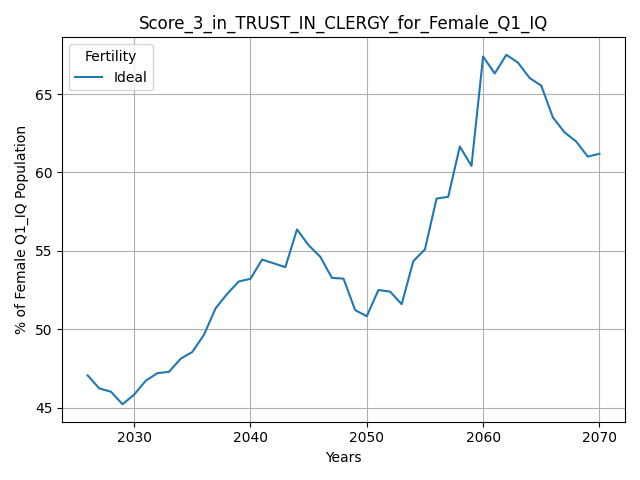 Score_3_in_TRUST_IN_CLERGY_for_Female_Q1_IQ
Fertility
Ideal
% of Female Q1_IQ Population
65
60
55
50
45
2030 2040 2050 2060 2070
Years